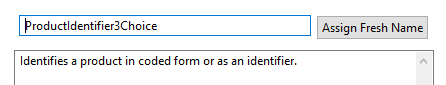 ProductIdentifier3Choice Assign Fresh Name
Identifies a product in coded form or as an identifier.